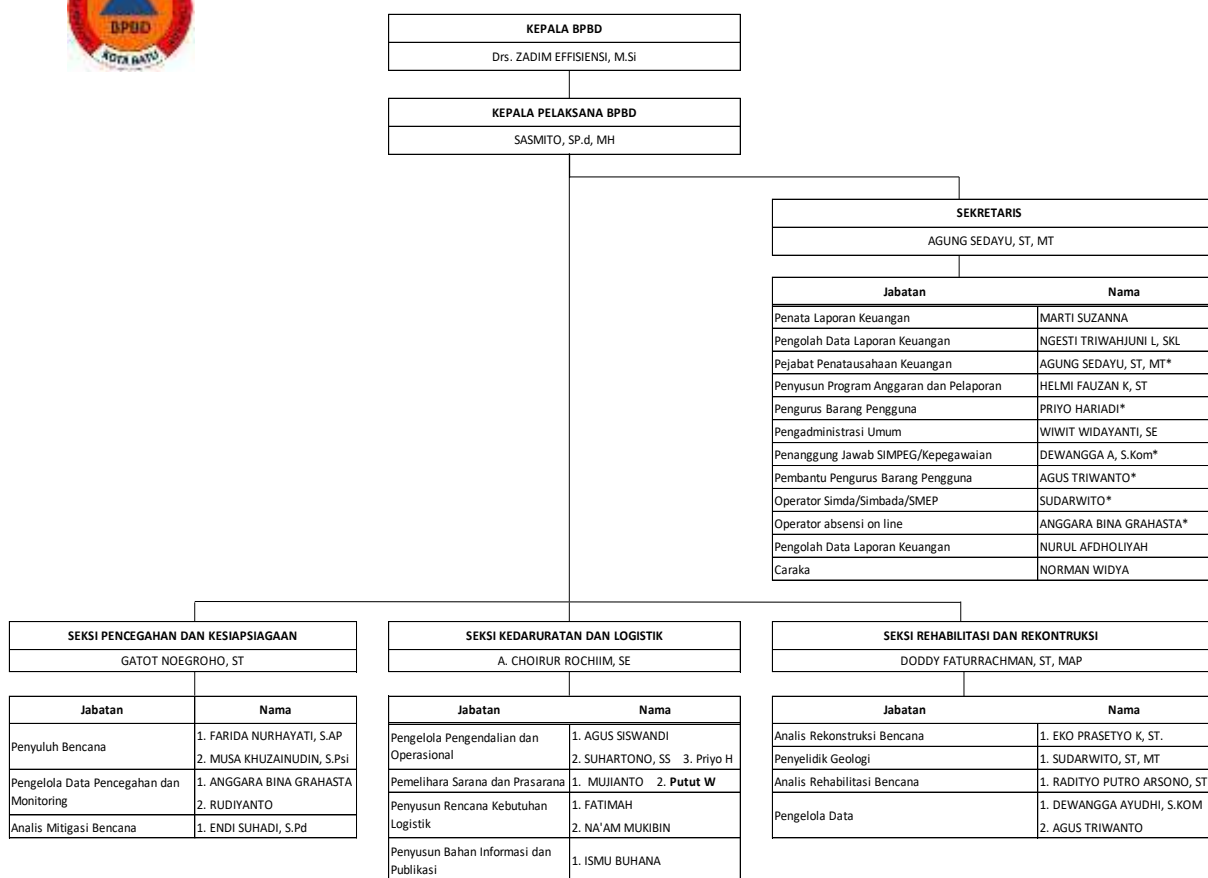 BPBD
KOTA BATU
KEPALA BPBD
Drs. ZADIM EFFISIENSI, M.Si
KEPALA PELAKSANA BPBD
SASMITO, SP.d, MH
SEKRETARIS
AGUNG SEDAYU, ST, MT
Jabatan Nama
Penata Laporan Keuangan MARTI SUZANNA
Pengolah Data Laporan Keuangan NGESTI TRIWAHJUNI L, SKL
Pejabat Penatausahaan Keuangan AGUNG SEDAYU, ST, MT*
Penyusun Program Anggaran dan Pelaporan HELMI FAUZAN K, ST
Pengurus Barang Pengguna PRIYO HARIADI*
Pengadministrasi Umum WIWIT WIDAYANTI, SE
Penanggung Jawab SIMPEG/Kepegawaian DEWANGGA A, S.Kom*
Pembantu Pengurus Barang Pengguna AGUS TRIWANTO*
Operator Simda/Simbada/SMEP SUDARWITO*
Operator absensi on line ANGGARA BINA GRAHASTA*
Pengolah Data Laporan Keuangan NURUL AFDHOLIYAH
Caraka NORMAN WIDYA
SEKSI PENCEGAHAN DAN KESIAPSIAGAAN
GATOT NOEGROHO, ST
Jabatan Nama
Penyuluh Bencana
1. FARIDA NURHAYATI, S.AP
2. MUSA KHUZAINUDIN, S.Psi
Pengelola Data Pencegahan dan
Monitoring
1. ANGGARA BINA GRAHASTA
2. RUDIYANTO
Analis Mitigasi Bencana 1. ENDI SUHADI, S.Pd
SEKSI KEDARURATAN DAN LOGISTIK
A. CHOIRUR ROCHIIM, SE
Jabatan Nama
Pengelola Pengendalian dan
Operasional
1. AGUS SISWANDI
2. SUHARTONO, SS 3. Priyo H
Pemelihara Sarana dan Prasarana 1. MUJIANTO 2. Putut W
Penyusun Rencana Kebutuhan
Logistik
1. FATIMAH
2. NA'AM MUKIBIN
Penyusun Bahan Informasi dan
Publikasi
1. ISMU BUHANA
SEKSI REHABILITASI DAN REKONTRUKSI
DODDY FATURRACHMAN, ST, MAP
Jabatan Nama
Analis Rekonstruksi Bencana 1. EKO PRASETYO K, ST.
Penyelidik Geologi 1. SUDARWITO, ST, MT
Analis Rehabilitasi Bencana 1. RADITYO PUTRO ARSONO, ST
Pengelola Data
1. DEWANGGA AYUDHI, S.KOM
2. AGUS TRIWANTO